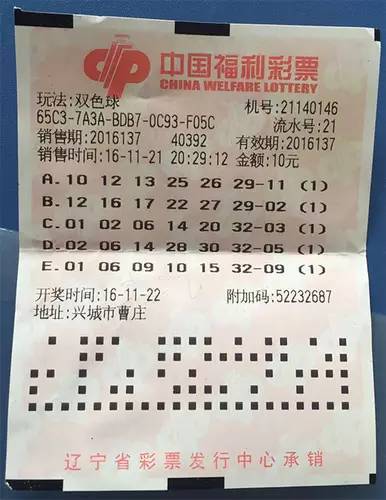 中国福利彩票
CHINA WELFARE LOTTERY
玩法:双色球 机号:21140146
65C3-7A3A-BDB7-0C93-F05C 流水号:21
销售期:2016137 40392 有效期:2016137
销售时间:16-11-21 20:29:12 金额:10元
A.10 12 13 25 26 29-11 (1)
B.12 16 17 22 27 29-02 (1)
C.01 02 06 14 20 32-03 (1)
D.02 06 14 28 30 32-05 (1)
E.01 06 09 10 15 32-09 (1)
开奖时间:16-11-22 附加码:52232687
地址:兴城市曹庄
辽宁省彩票发行中心承销